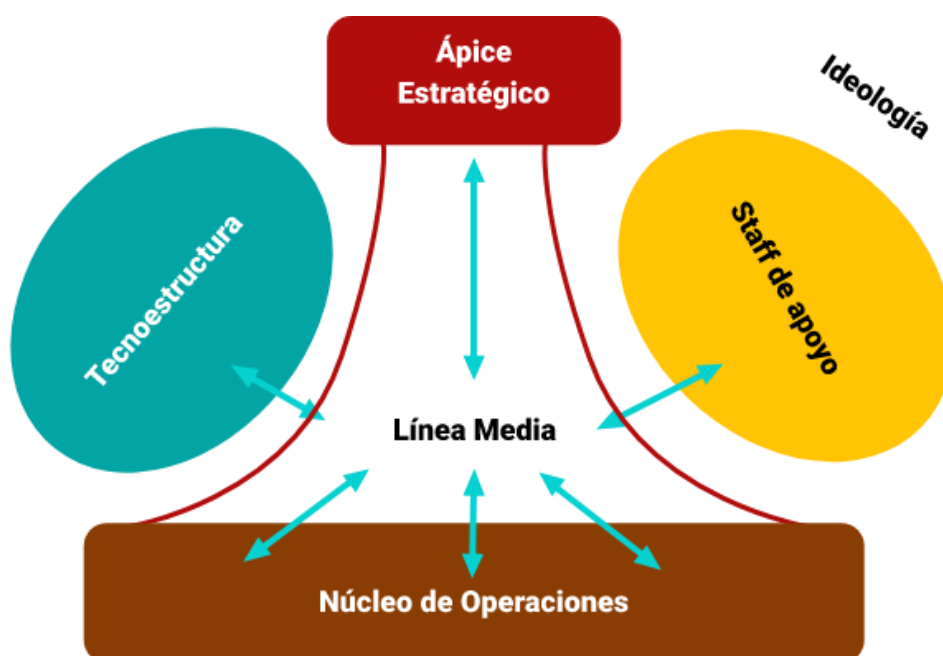 Ápice
Estratégico
Ideología
Tecnoestructura
Staff de apoyo
Línea Media
Núcleo de Operaciones